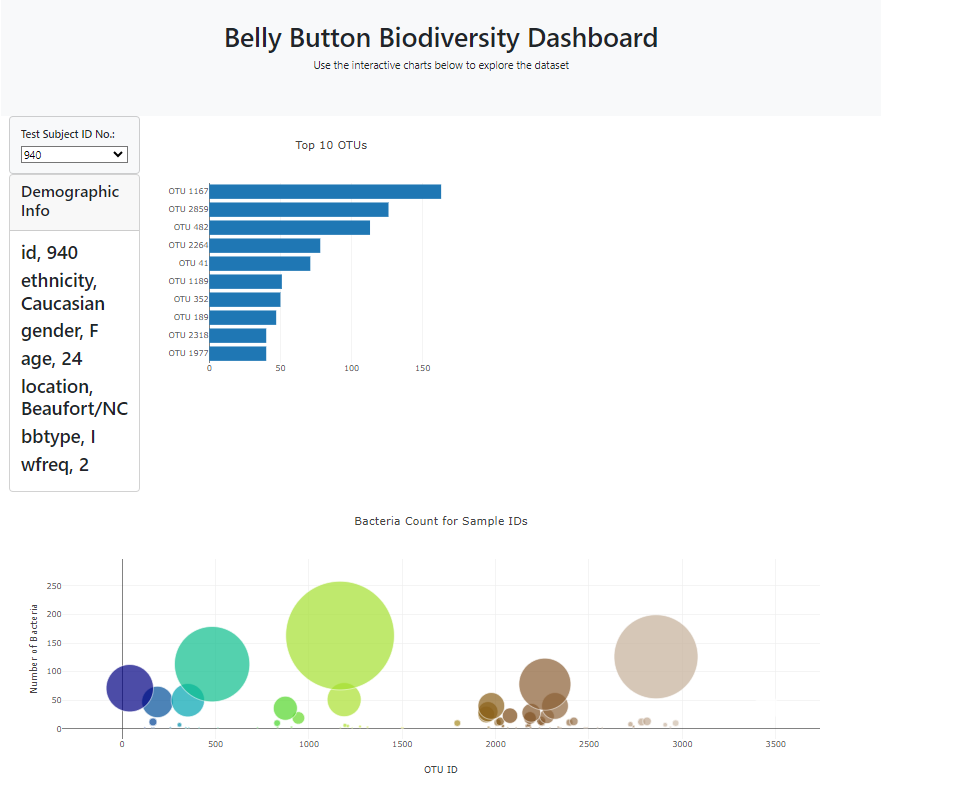 Belly Button Biodiversity Dashboard
Use the interactive charts below to explore the dataset
Test Subject ID No.:
940
Demographic
Info
id, 940
ethnicity,
Caucasian
gender, F
age, 24
location,
Beaufort/NC
bbtype, I
wfreq, 2
Top 10 OTUs
OTU 1167
OTU 2859
OTU 482
OTU 2264
OTU 41
OTU 1189
OTU 352
OTU 189
OTU 2318
OTU 1977
0 50 100 150
Bacteria Count for Sample IDs
Number of Bacteria
250
200
150
100
50
0
0 500 1000 1500 2000 2500 3000 3500
OTU ID